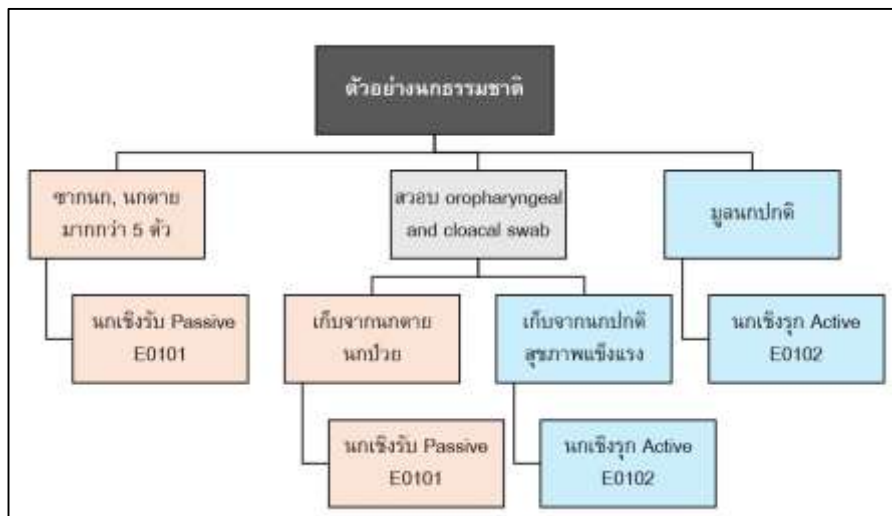 ตัวอย่างนกธรรมชาติ
ซากนก, นกตาย
มากกว่า 5 ตัว
สวอบ oropharyngeal
and cloacal swab
มูลนกปกติ
นกเชิงรับ Passive
E0101
เก็บจากนกตาย
นกป่วย
เก็บจากนกปกติ
สุขภาพแข็งแรง
นกเชิงรุก Active
E0102
นกเชิงรับ Passive
E0101
นกเชิงรุก Active
E0102